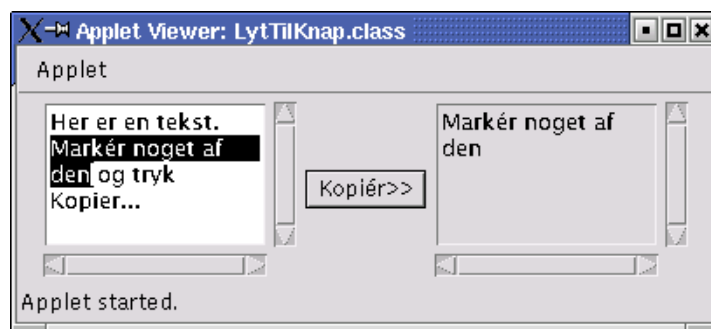 Applet Viewer: LytTilKnap.class
Applet
Her er en tekst.
Markér noget af
den og tryk
Kopier...
Kopiér>>
Markér noget af
den
Applet started.